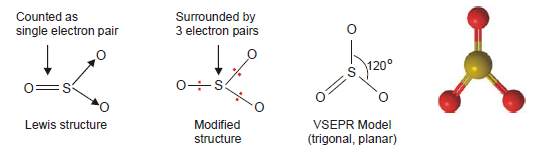 Counted as
single electron pair
O
O=S
O
Lewis structure
Surrounded by
3 electron pairs
O
O–:S
O
Modified
structure
O
120°
S
O
O
VSEPR Model
(trigonal, planar)